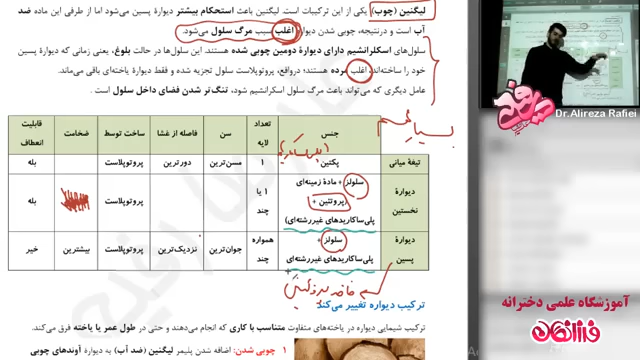 لیگنین (چوب) یکی از این ترکیبات است. لیگنین باعث استحکام بیشتر دیوارهٔ پسین می‌شود اما از طرفی این ماده ضد
آب است و درنتیجه، چوبی شدن دیواره اغلب سبب مرگ سلول می‌شود.
سلول‌های اسکلرانشیم دارای دیوارهٔ دومین چوبی شده هستند. این سلول‌ها در حالت بلوغ، یعنی زمانی که دیوارهٔ پسین
خود را ساخته‌اند، اغلب مرده هستند؛ درواقع، پروتوپلاست سلول تجزیه شده و فقط دیوارهٔ یاخته‌ای باقی می‌ماند.
عامل دیگری که می‌تواند باعث مرگ سلول اسکرانشیم شود، تنگ‌تر شدن فضای داخل سلول است.
بسیار مهم
جنس تعداد لایه سن فاصله از غشا ساخت توسط ضخامت قابلیت انعطاف
تیغهٔ میانی پکتین ۱ مسن‌ترین دورترین پروتوپلاست بله
دیوارهٔ نخستین سلولز + مادهٔ زمینه‌ای (پروتئین + پلی‌ساکاریدهای غیررشته‌ای) ۱ یا چند پروتوپلاست بله
دیوارهٔ پسین سلولز + پلی‌ساکاریدهای غیررشته‌ای همواره چند جوان‌ترین نزدیک‌ترین پروتوپلاست بیشترین خیر
ترکیب دیواره تغییر می‌کند
ترکیب شیمیایی دیواره در یاخته‌های متفاوت متناسب با کاری که انجام می‌دهند و حتی در طول عمر یا یاخته فرق می‌کند.
۱ چوبی شدن: اضافه شدن پلیمر لیگنین (ضد آب) به دیوارهٔ آوندهای چوبی
Dr.Alireza Rafiei
آموزشگاه علمی دخترانه
فرزانگان